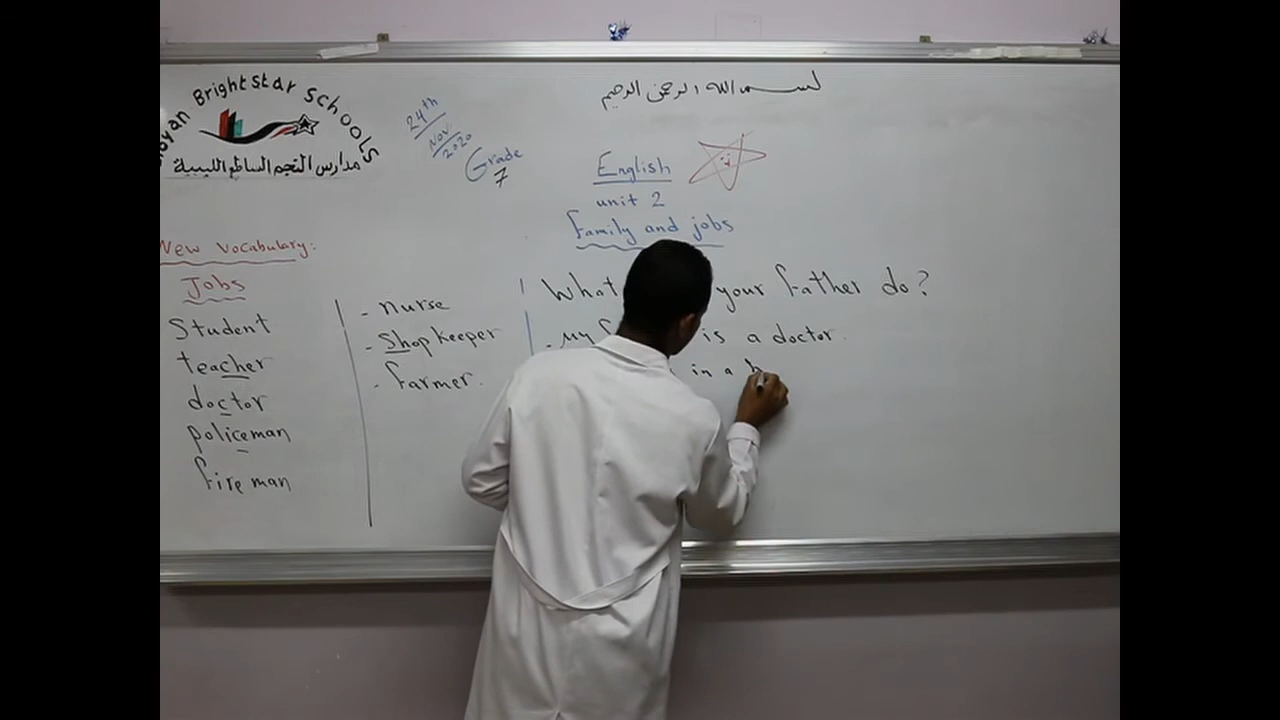 Bright Star Schools
مدارس النجم الساطع الليبية
24th
Nov.
2020
Grade
7
بسم الله الرحمن الرحيم
English
unit 2
Family and jobs
New Vocabulary:
Jobs
Student
teacher
doctor
policeman
fire man
- nurse
- Shopkeeper
- farmer.
What your father do?
- My is a doctor.
in a h